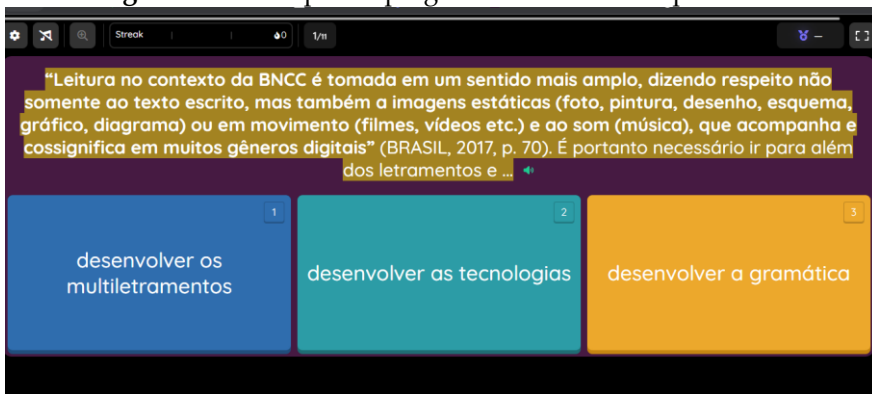 Streak 0 1/11 –
“Leitura no contexto da BNCC é tomada em um sentido mais amplo, dizendo respeito não
somente ao texto escrito, mas também a imagens estáticas (foto, pintura, desenho, esquema,
gráfico, diagrama) ou em movimento (filmes, vídeos etc.) e ao som (música), que acompanha e
cossignifica em muitos gêneros digitais” (BRASIL, 2017, p. 70). É portanto necessário ir para além
dos letramentos e ...
1
desenvolver os
multiletramentos
2
desenvolver as tecnologias
3
desenvolver a gramática